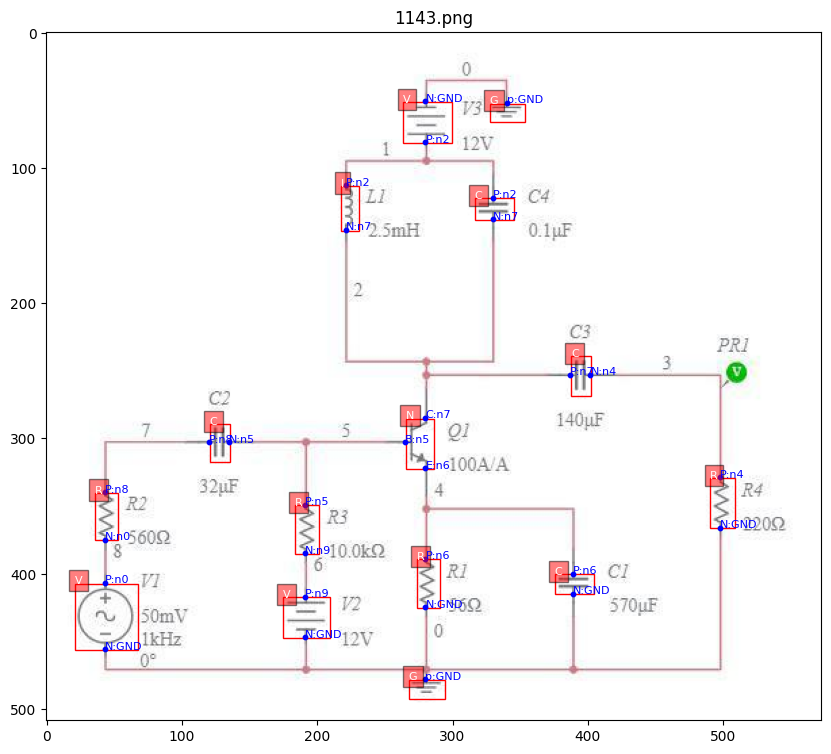 1143.png
0
V
N:GND
G
p:GND
V3
12V
P:n2
1
P:n2
L1
N:n7
2.5mH
C
P:n2
C4
N:n7
0.1µF
2
C3
C
N:n4
3
PR1
V
140µF
C2
C
N:n5
7
32µF
5
N
C:n7
B:n5
Q1
E:n6
100A/A
4
R
P:n8
R2
N:n0
560Ω
8
R
P:n5
R3
N:n9
10.0kΩ
6
R
P:n4
R4
N:GND
220Ω
V
P:n0
V1
50mV
1kHz
0°
N:GND
V
P:n9
V2
12V
N:GND
R
P:n6
R1
N:GND
0
C
P:n6
C1
N:GND
570µF
G
p:GND
0
100
200
300
400
500
0 100 200 300 400 500